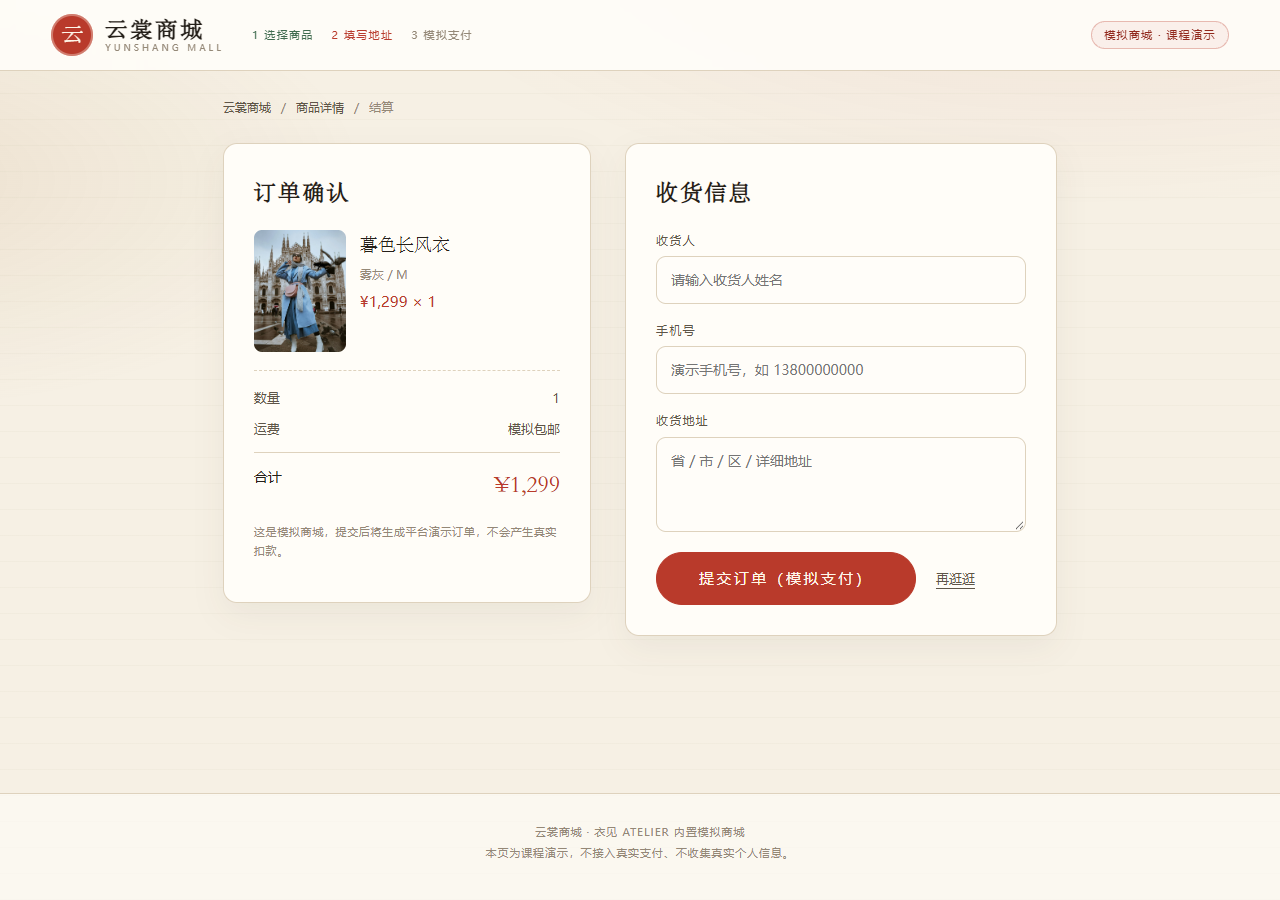 云
云裳商城
YUNSHANG MALL
1 选择商品 2 填写地址 3 模拟支付
模拟商城 · 课程演示
云裳商城 / 商品详情 / 结算
订单确认
暮色长风衣
雾灰 / M
¥1,299 × 1
数量 1
运费 模拟包邮
合计 ¥1,299
这是模拟商城，提交后将生成平台演示订单，不会产生真实
扣款。
收货信息
收货人
请输入收货人姓名
手机号
演示手机号，如 13800000000
收货地址
省 / 市 / 区 / 详细地址
提交订单（模拟支付） 再逛逛
云裳商城 · 衣见 ATELIER 内置模拟商城
本页为课程演示，不接入真实支付、不收集真实个人信息。